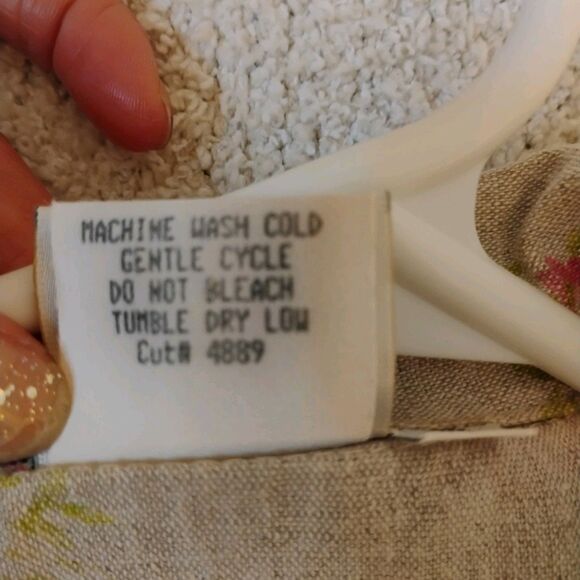 MACHINE WASH COLD
GENTLE CYCLE
DO NOT BLEACH
TUMBLE DRY LOW
Cut# 4889